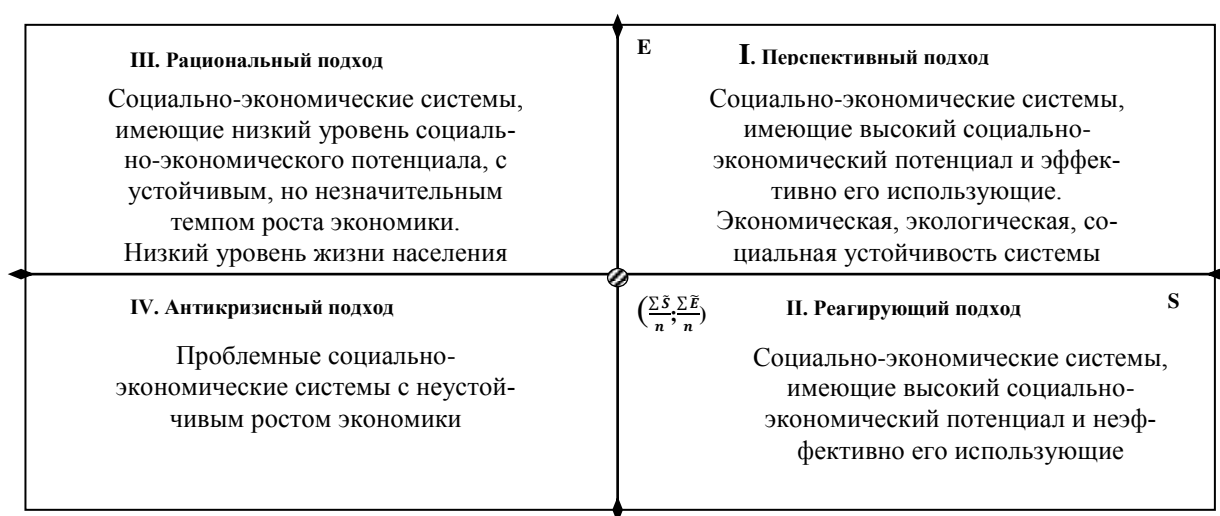 III. Рациональный подход
Социально-экономические системы,
имеющие низкий уровень социаль-
но-экономического потенциала, с
устойчивым, но незначительным
темпом роста экономики.
Низкий уровень жизни населения
E
I. Перспективный подход
Социально-экономические системы,
имеющие высокий социально-
экономический потенциал и эффек-
тивно его использующие.
Экономическая, экологическая, со-
циальная устойчивость системы
IV. Антикризисный подход
Проблемные социально-
экономические системы с неустой-
чивым ростом экономики
(∑S̃/n;∑Ẽ/n)
II. Реагирующий подход
S
Социально-экономические системы,
имеющие высокий социально-
экономический потенциал и неэф-
фективно его использующие